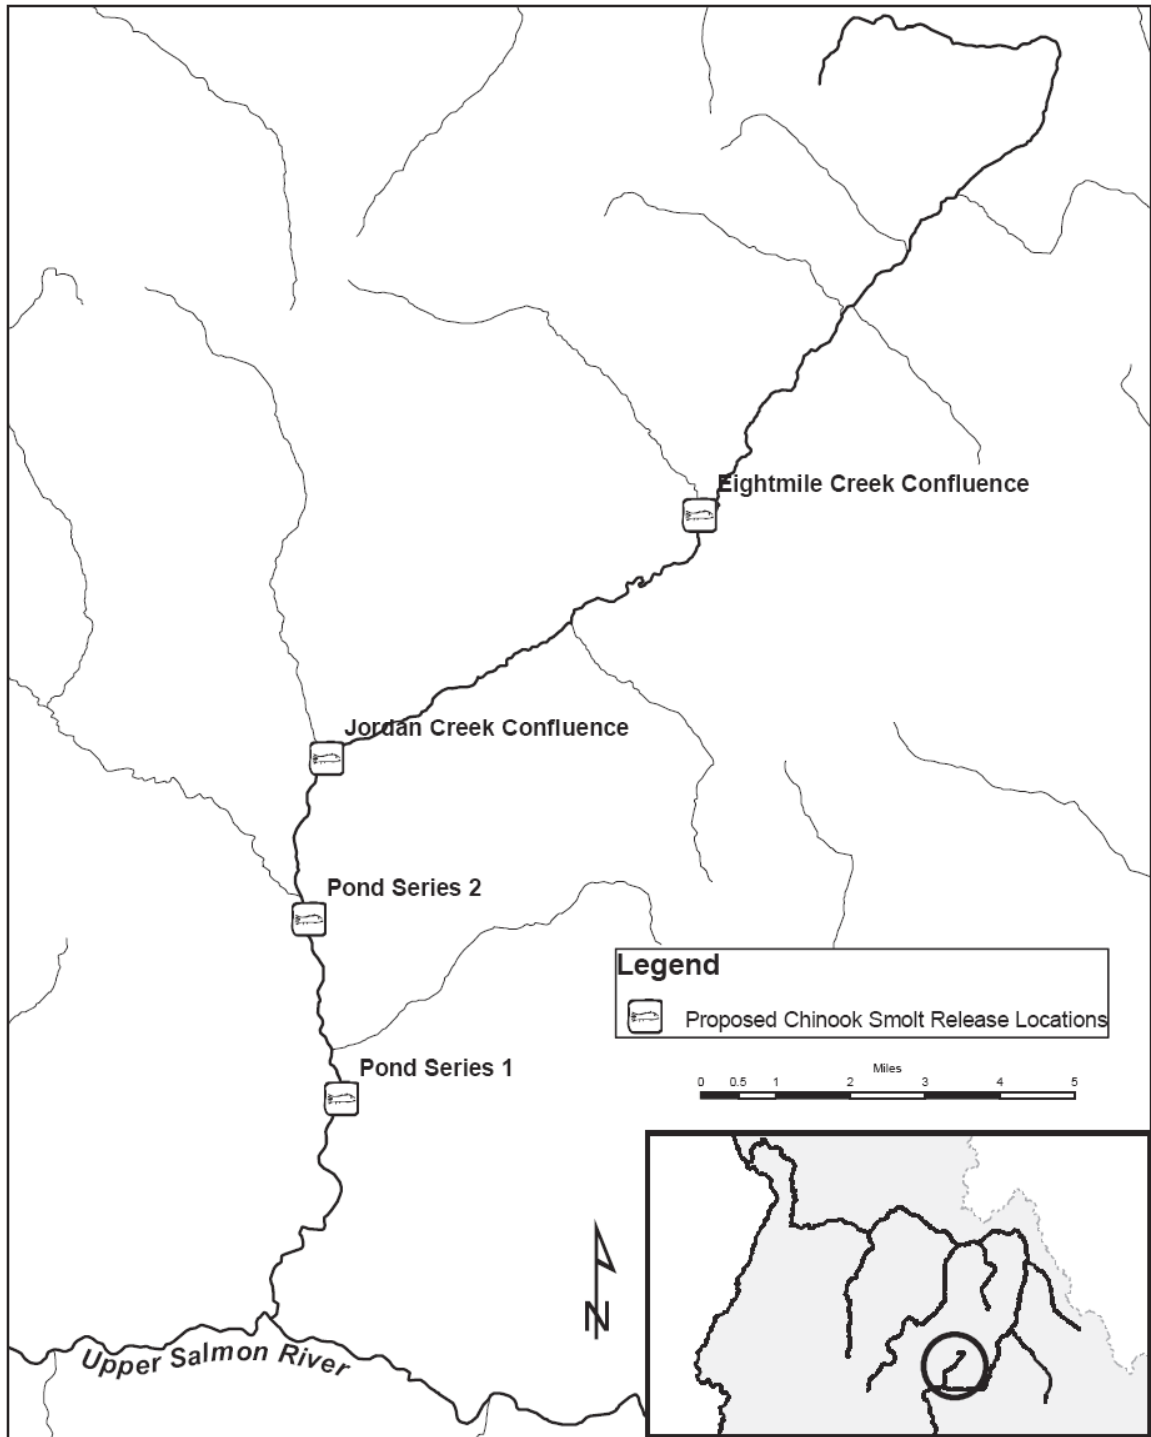 Eightmile Creek Confluence
Jordan Creek Confluence
Pond Series 2
Legend
Proposed Chinook Smolt Release Locations
Pond Series 1
Miles
0 0.5 1 2 3 4 5
N
Upper Salmon River